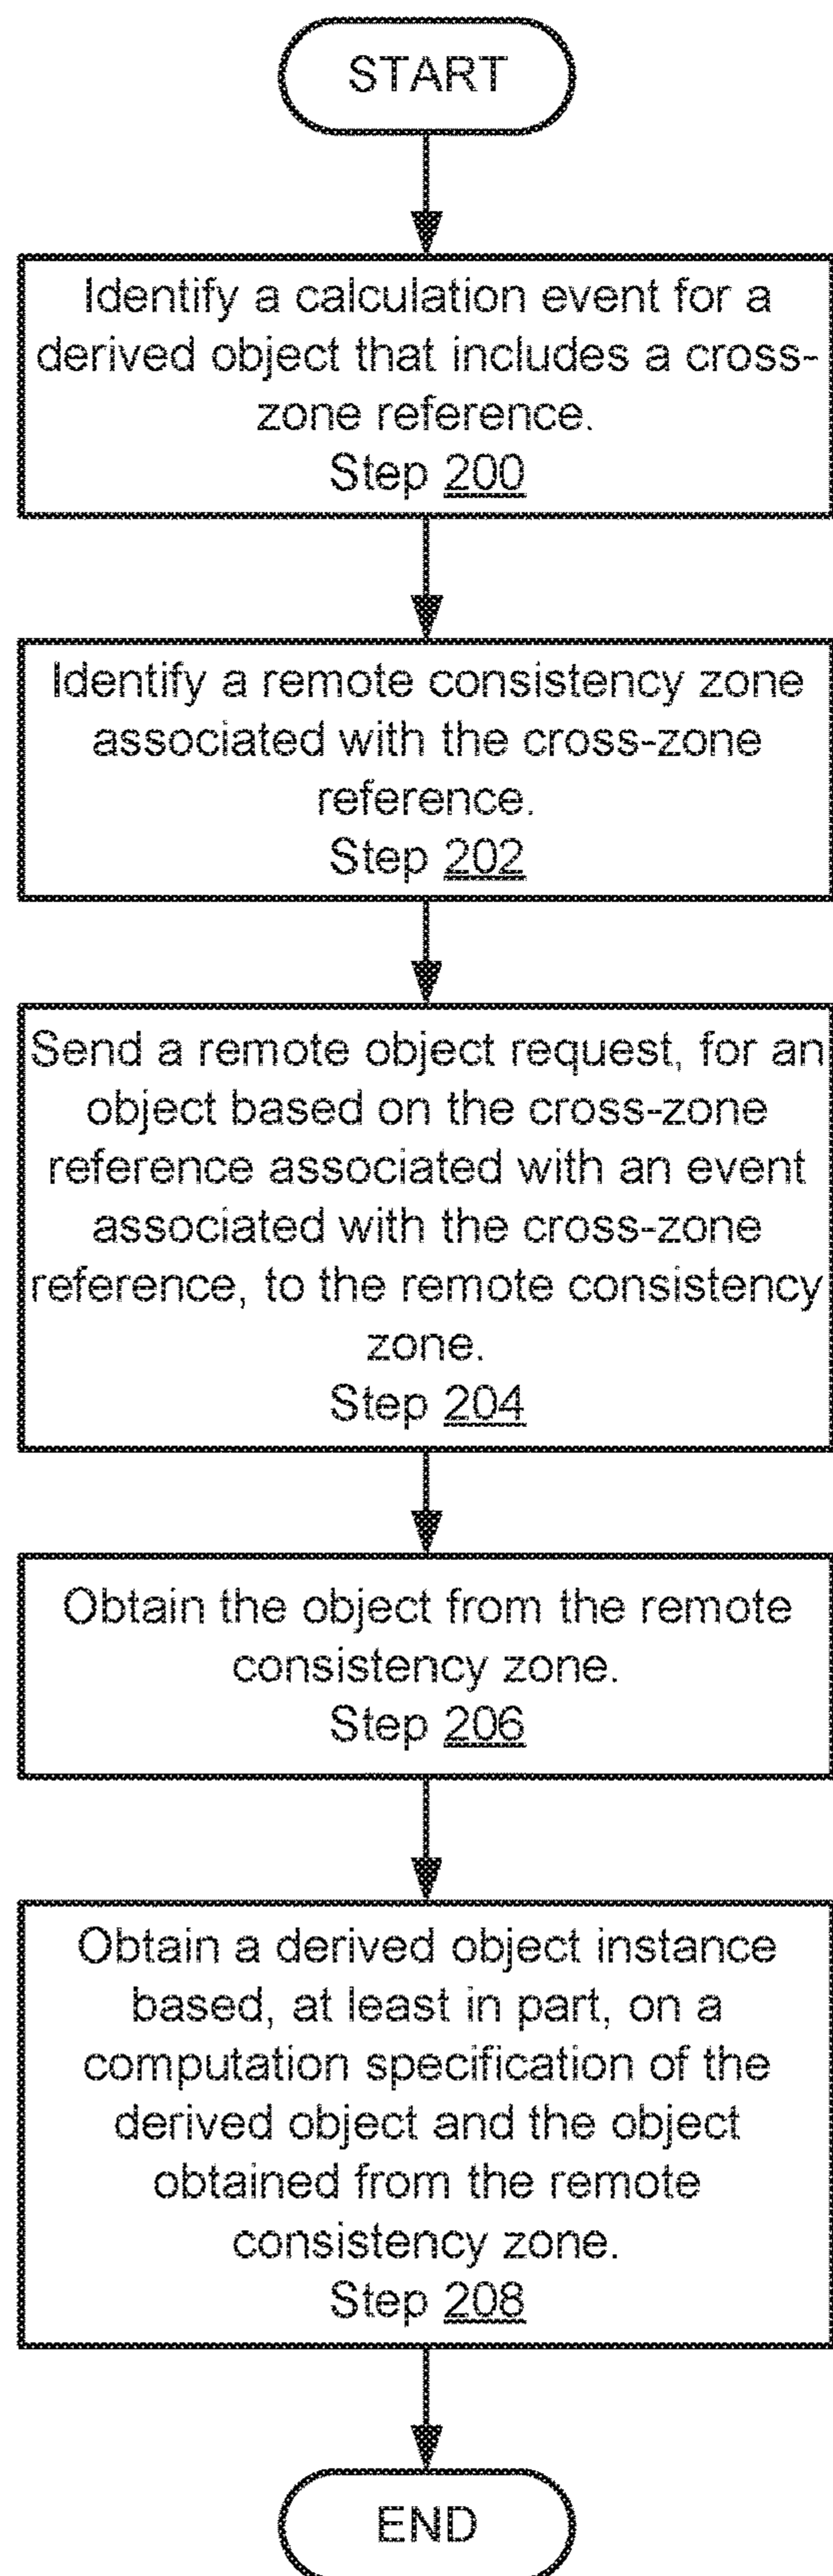 START
Identify a calculation event for a
derived object that includes a cross-
zone reference.
Step 200
Identify a remote consistency zone
associated with the cross-zone
reference.
Step 202
Send a remote object request, for an
object based on the cross-zone
reference associated with an event
associated with the cross-zone
reference, to the remote consistency
zone.
Step 204
Obtain the object from the remote
consistency zone.
Step 206
Obtain a derived object instance
based, at least in part, on a
computation specification of the
derived object and the object
obtained from the remote
consistency zone.
Step 208
END